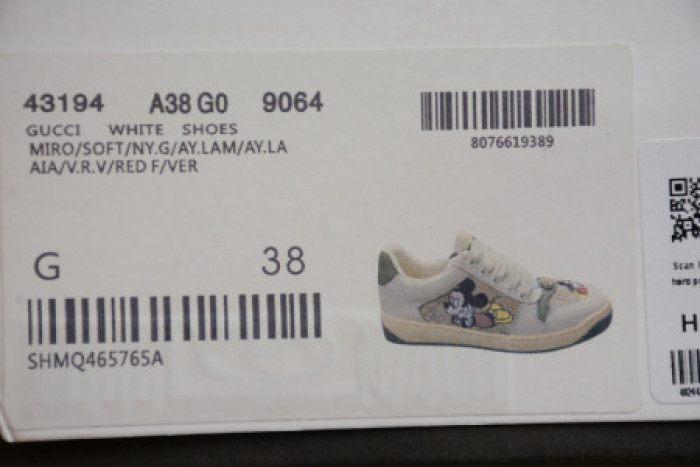 43194 A38 G0 9064
GUCCI WHITE SHOES
MIRO/SOFT/NY.G/AY.LAM/AY.LA
AIA/V.R.V/RED F/VER
8076619389
G 38
SHMQ465765A
Scan
H